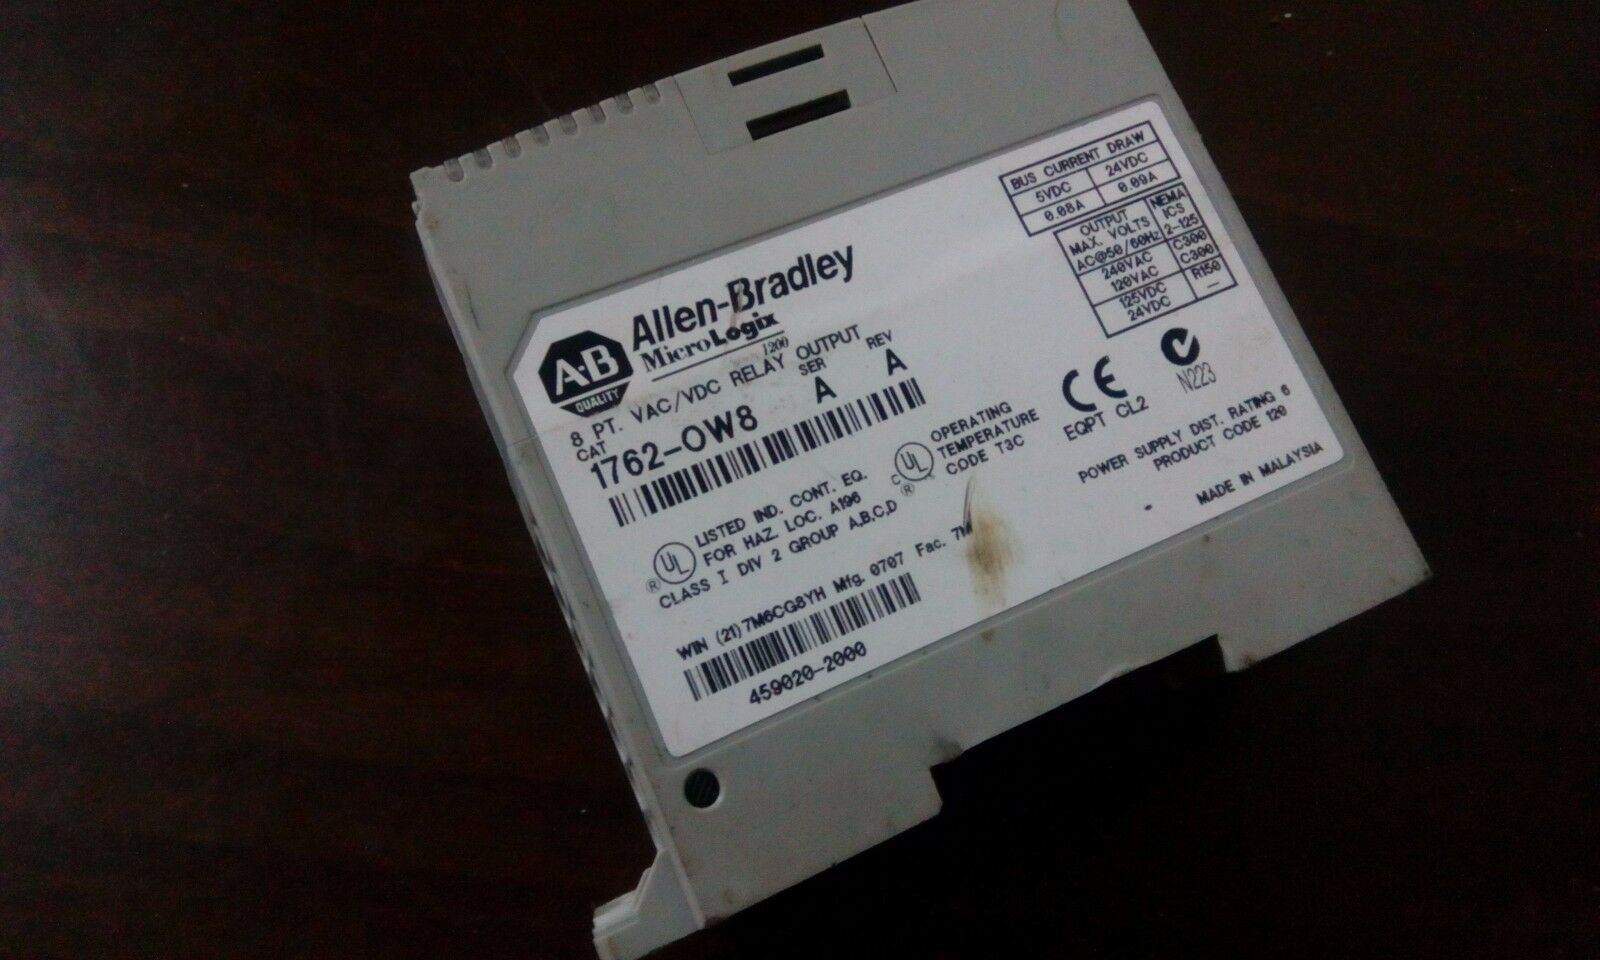 A-B
QUALITY
Allen-Bradley
MicroLogix
1200
8 PT. VAC/VDC RELAY OUTPUT
CAT SER REV
1762-OW8 A A
UL
®
LISTED IND. CONT. EQ.
FOR HAZ. LOC. A196
CLASS I DIV 2 GROUP A,B,C,D
C UL ®
OPERATING
TEMPERATURE
CODE T3C
WIN (21)7M6CG8YH Mfg. 0707 Fac. 7M
459020-2000
BUS CURRENT DRAW
5VDC 24VDC
0.08A 0.09A
OUTPUT
MAX. VOLTS
AC@50/60Hz
NEMA
ICS
2-125
240VAC C300
120VAC C300
125VDC R150
24VDC —
CE
N223
EQPT CL2
POWER SUPPLY DIST. RATING 6
PRODUCT CODE 120
MADE IN MALAYSIA